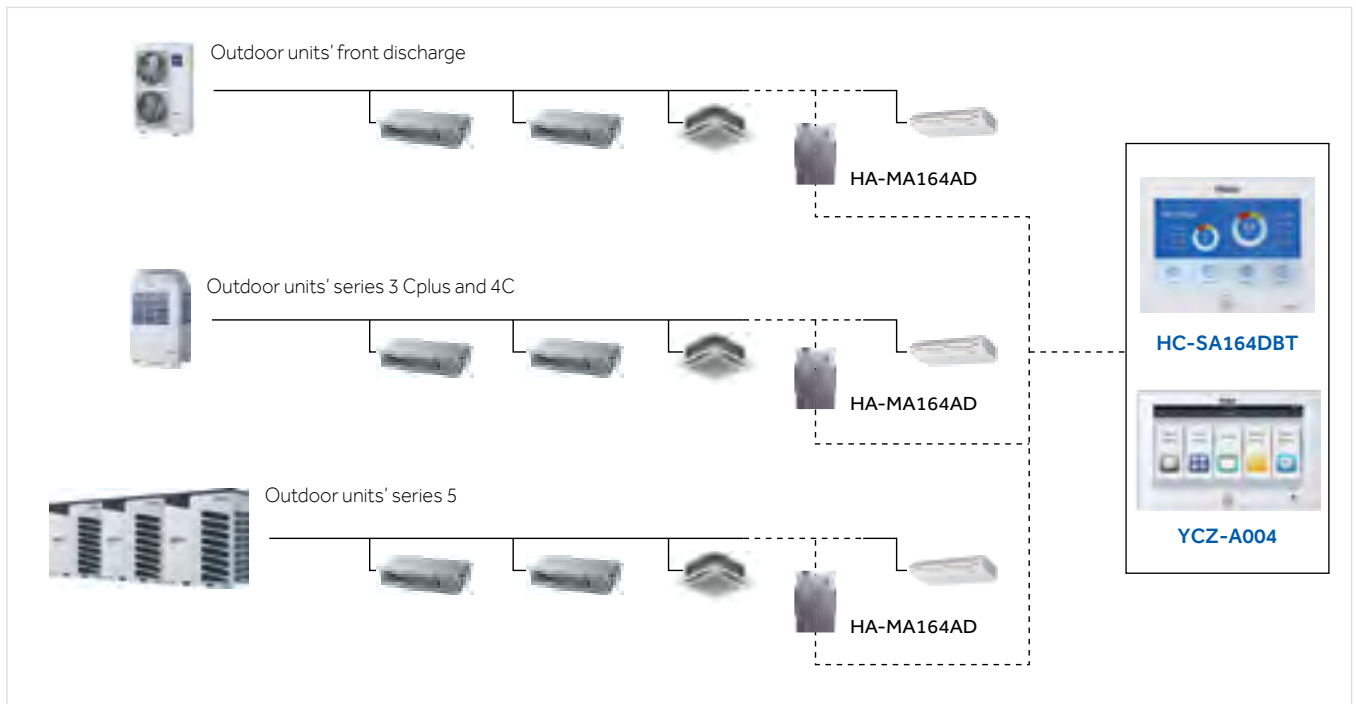 Outdoor units' front discharge
HA-MA164AD
Outdoor units' series 3 Cplus and 4C
HA-MA164AD
Outdoor units' series 5
HA-MA164AD
HC-SA164DBT
YCZ-A004